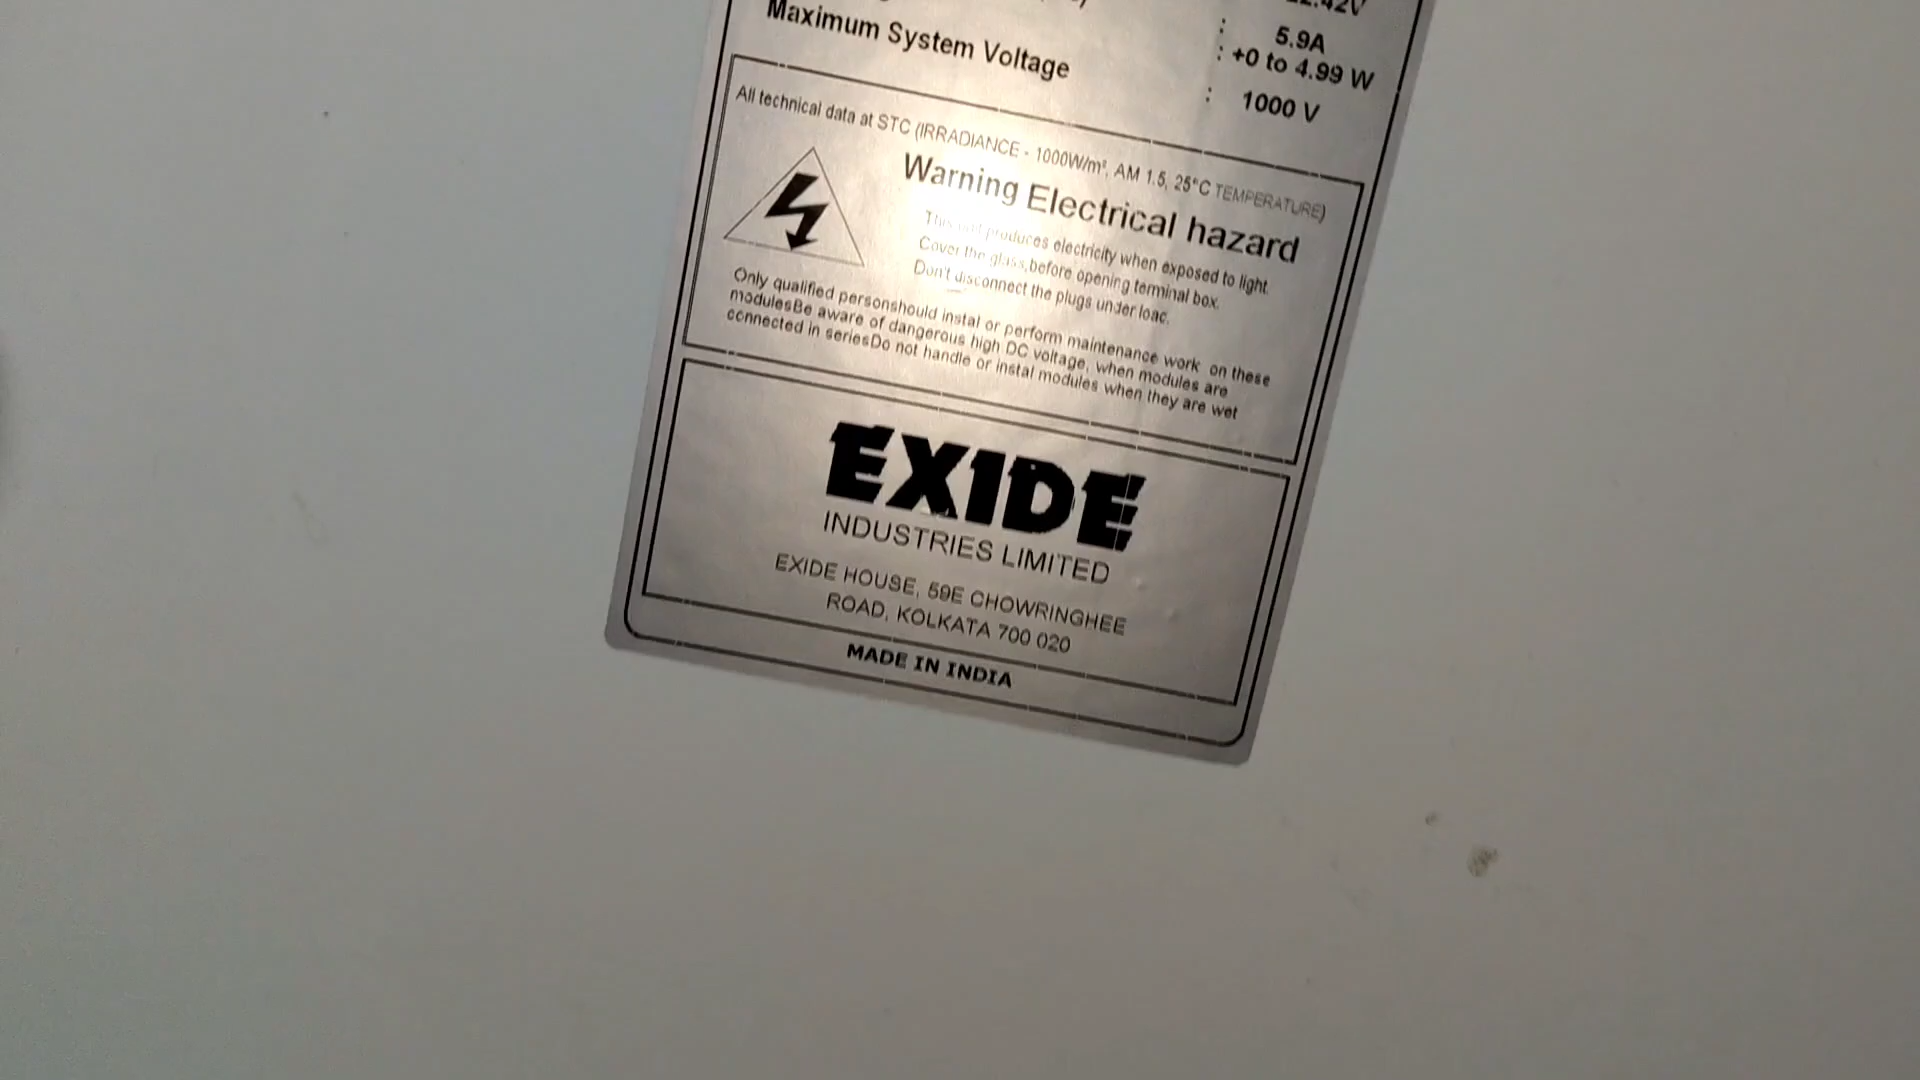 5.9A
+0 to 4.99 W
Maximum System Voltage : 1000 V
All technical data at STC (IRRADIANCE - 1000W/m², AM 1.5, 25°C TEMPERATURE)
Warning Electrical hazard
This unit produces electricity when exposed to light.
Cover the glass,before opening terminal box.
Don't disconnect the plugs under loac.
Only qualified personshould instal or perform maintenance work on these
modulesBe aware of dangerous high DC voltage, when modules are
connected in seriesDo not handle or instal modules when they are wet
EXIDE
INDUSTRIES LIMITED
EXIDE HOUSE, 59E CHOWRINGHEE
ROAD, KOLKATA 700 020
MADE IN INDIA